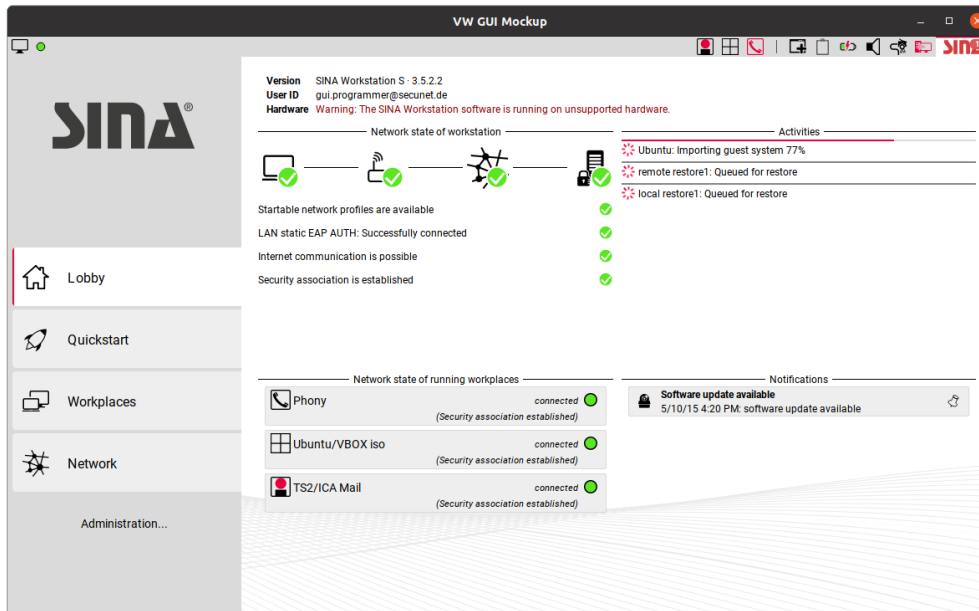 VW GUI Mockup
SINA
Version SINA Workstation S · 3.5.2.2
User ID gui.programmer@secunet.de
Hardware Warning: The SINA Workstation software is running on unsupported hardware.
SINA®
Network state of workstation
Startable network profiles are available
LAN static EAP AUTH: Successfully connected
Internet communication is possible
Security association is established
Activities
Ubuntu: Importing guest system 77%
remote restore1: Queued for restore
local restore1: Queued for restore
Lobby
Quickstart
Workplaces
Network
Administration...
Network state of running workplaces
Phony connected
(Security association established)
Ubuntu/VBOX iso connected
(Security association established)
TS2/ICA Mail connected
(Security association established)
Notifications
Software update available
5/10/15 4:20 PM: software update available